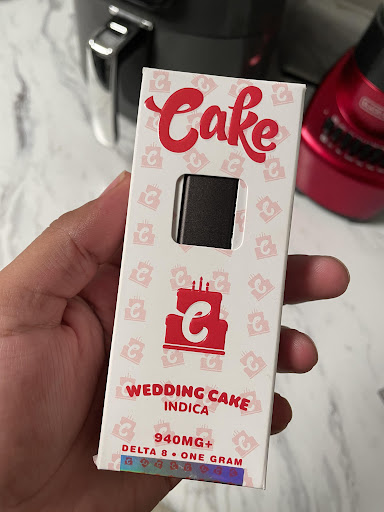 Cake
WEDDING CAKE
INDICA
940MG+
DELTA 8 • ONE GRAM